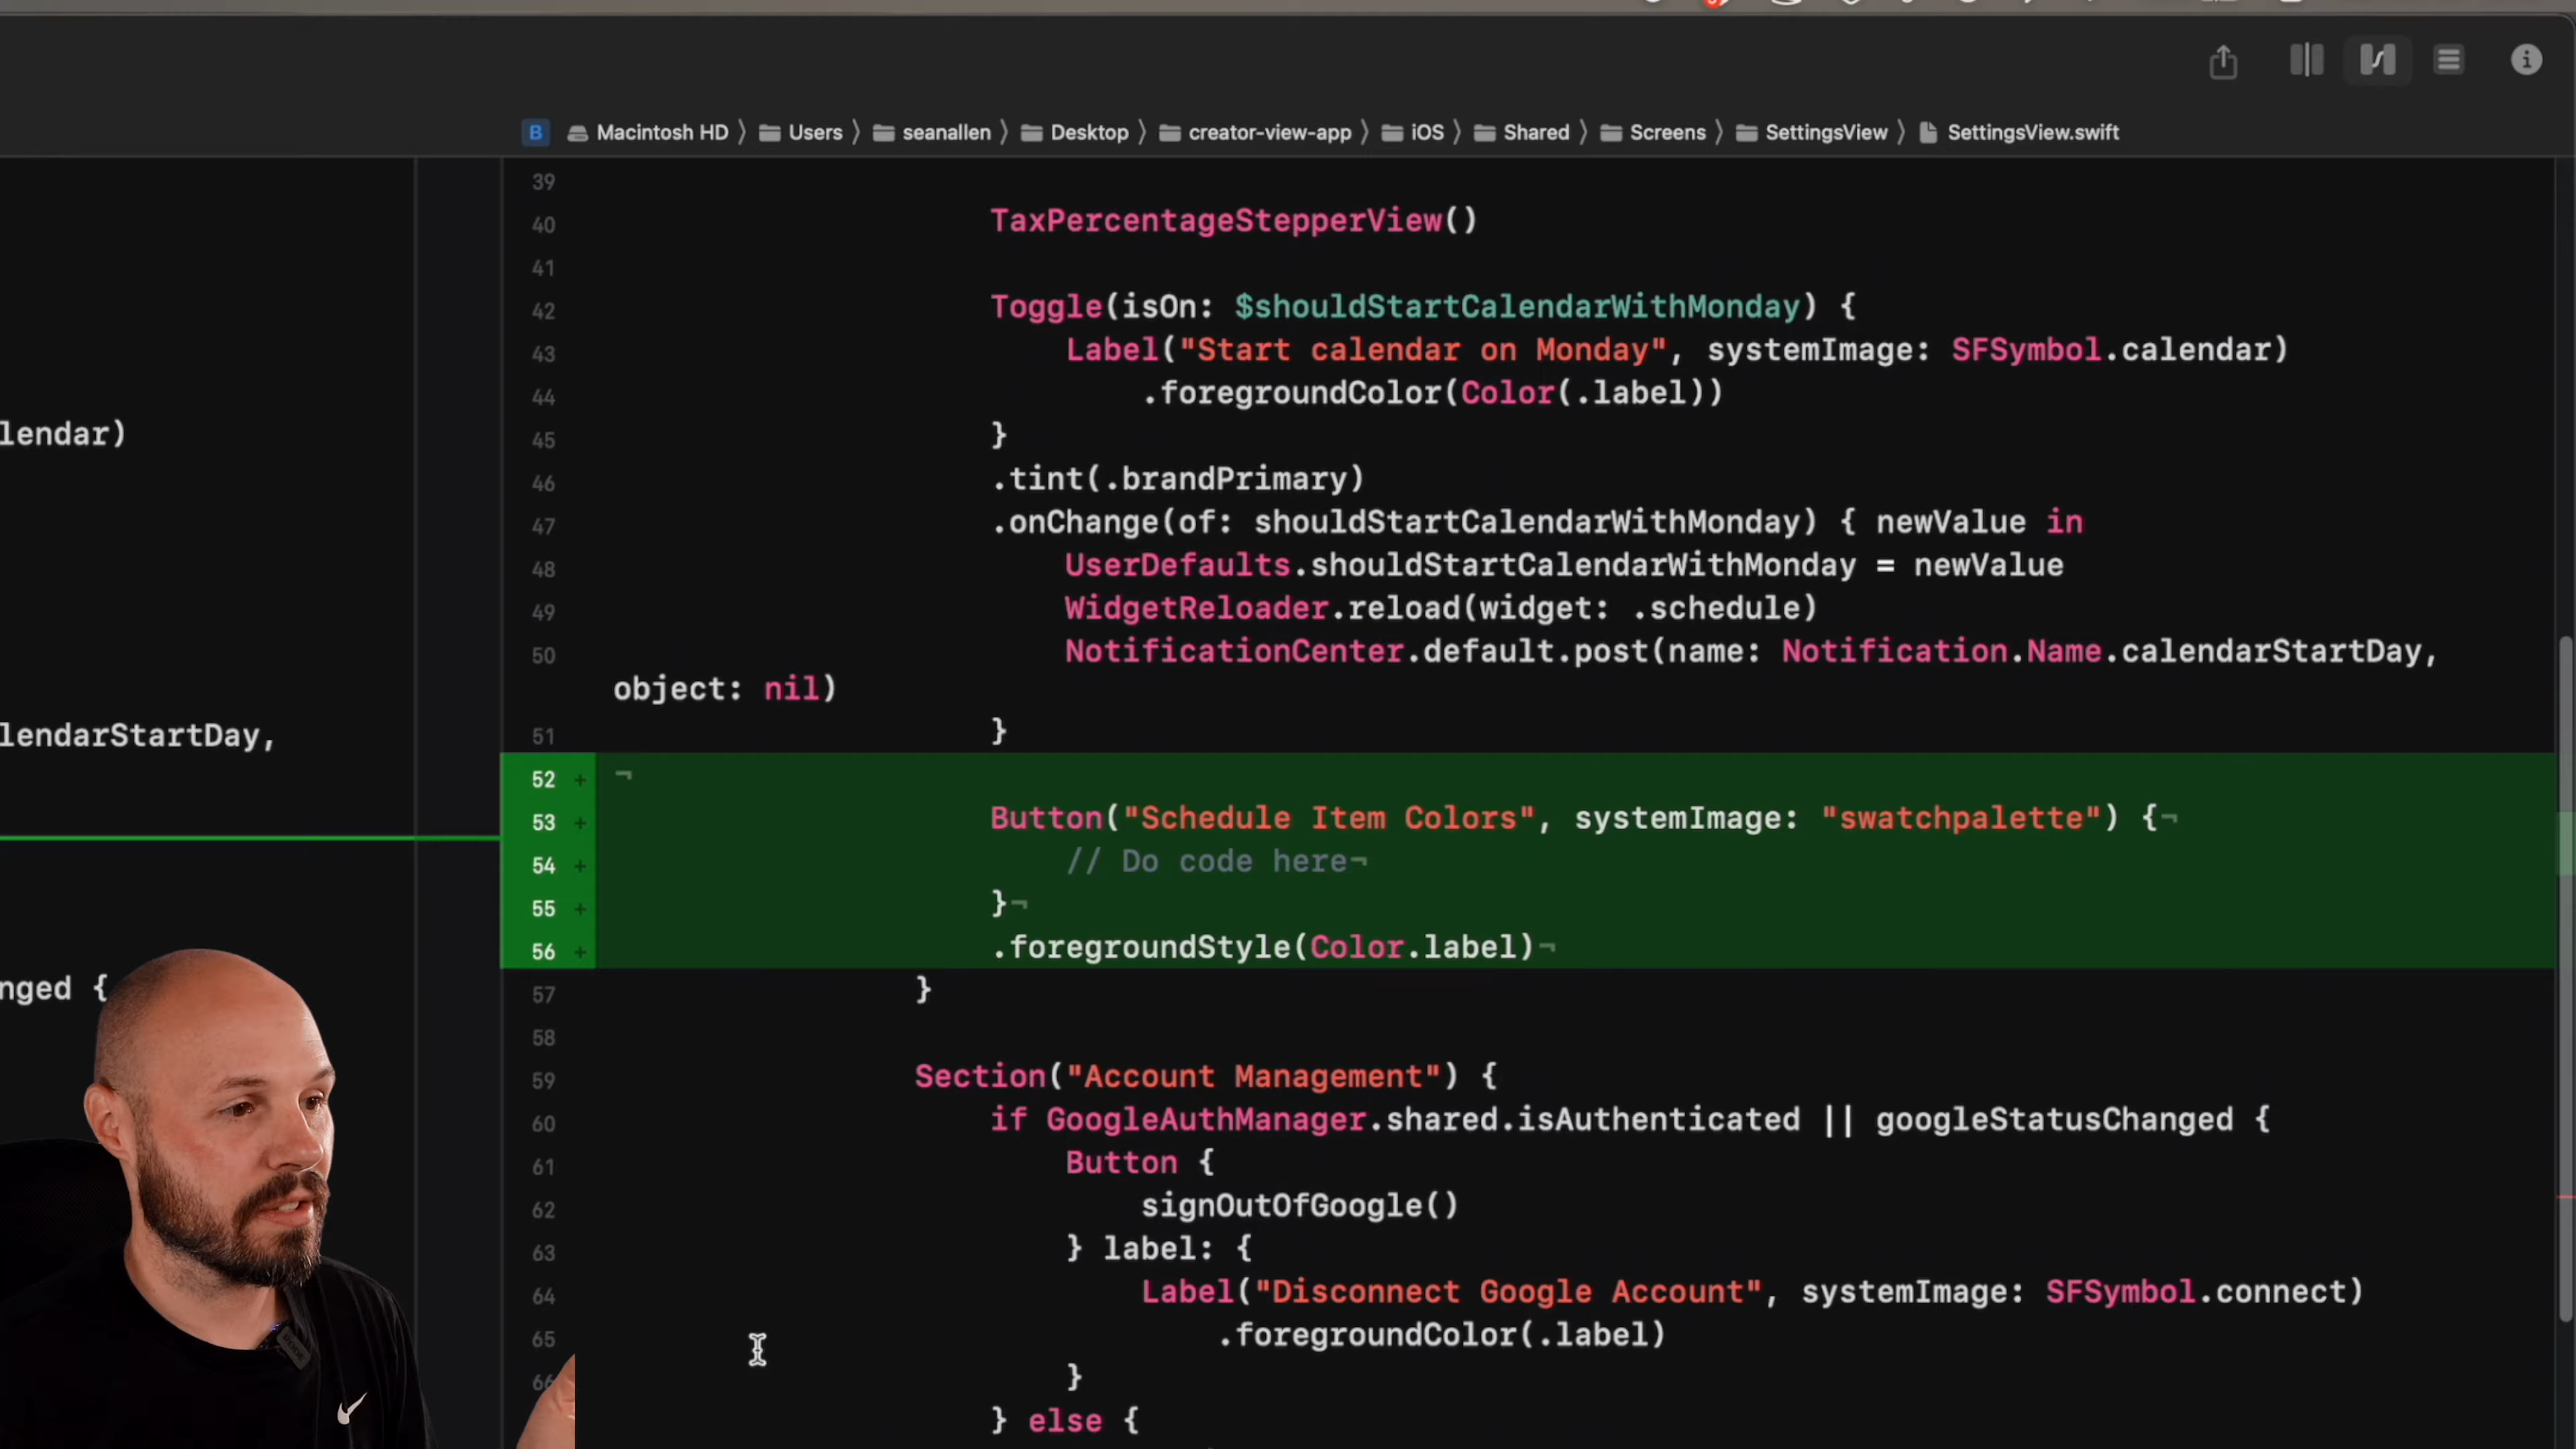 B Macintosh HD Users seanallen Desktop creator-view-app iOS Shared Screens SettingsView SettingsView.swift
39
40 TaxPercentageStepperView()
41
42 Toggle(isOn: $shouldStartCalendarWithMonday) {
43 Label("Start calendar on Monday", systemImage: SFSymbol.calendar)
44 .foregroundColor(Color(.label))
lendar)
45 }
46 .tint(.brandPrimary)
47 .onChange(of: shouldStartCalendarWithMonday) { newValue in
48 UserDefaults.shouldStartCalendarWithMonday = newValue
49 WidgetReloader.reload(widget: .schedule)
50 NotificationCenter.default.post(name: Notification.Name.calendarStartDay,
object: nil)
lendarStartDay,
51 }
52 + ¬
53 + Button("Schedule Item Colors", systemImage: "swatchpalette") {¬
54 + // Do code here¬
55 + }¬
56 + .foregroundStyle(Color.label)¬
nged {
57 }
58
59 Section("Account Management") {
60 if GoogleAuthManager.shared.isAuthenticated || googleStatusChanged {
61 Button {
62 signOutOfGoogle()
63 } label: {
64 Label("Disconnect Google Account", systemImage: SFSymbol.connect)
65 .foregroundColor(.label)
66 }
} else {